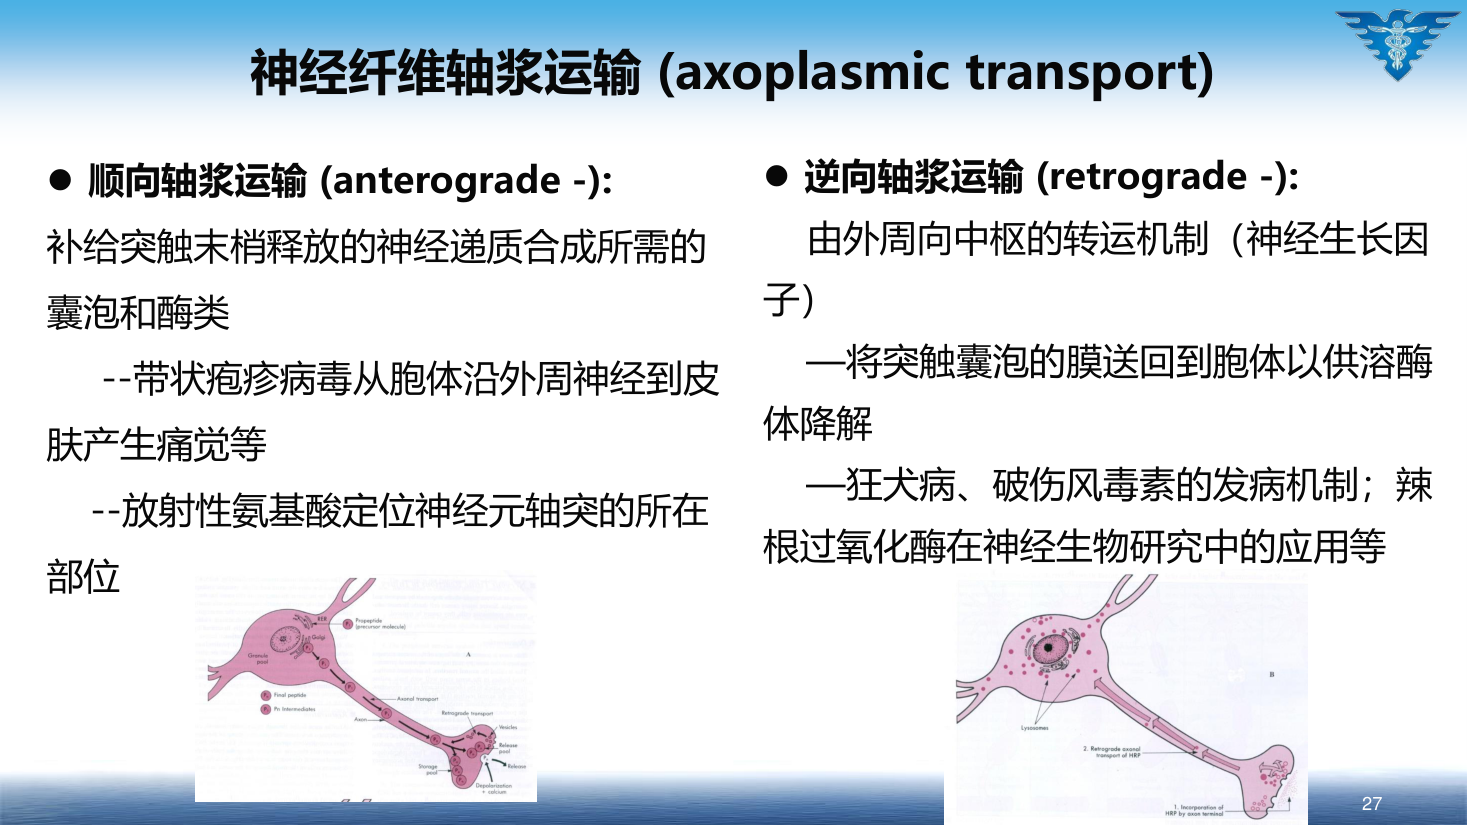 神经纤维轴浆运输 (axoplasmic transport)
● 顺向轴浆运输 (anterograde -):
补给突触末梢释放的神经递质合成所需的
囊泡和酶类
--带状疱疹病毒从胞体沿外周神经到皮
肤产生痛觉等
--放射性氨基酸定位神经元轴突的所在
部位
● 逆向轴浆运输 (retrograde -):
由外周向中枢的转运机制（神经生长因
子）
—将突触囊泡的膜送回到胞体以供溶酶
体降解
—狂犬病、破伤风毒素的发病机制；辣
根过氧化酶在神经生物研究中的应用等
RER
Propeptide
(precursor molecule)
Golgi
Granule
pool
A
Final peptide
Pn Intermediates
Axonal transport
Axon
Retrograde transport
Vesicles
Release
pool
Storage
pool
Release
Depolarization
+ calcium
B
Lysosomes
2. Retrograde axonal
transport of HRP
1. Incorporation of
HRP by axon terminal
27